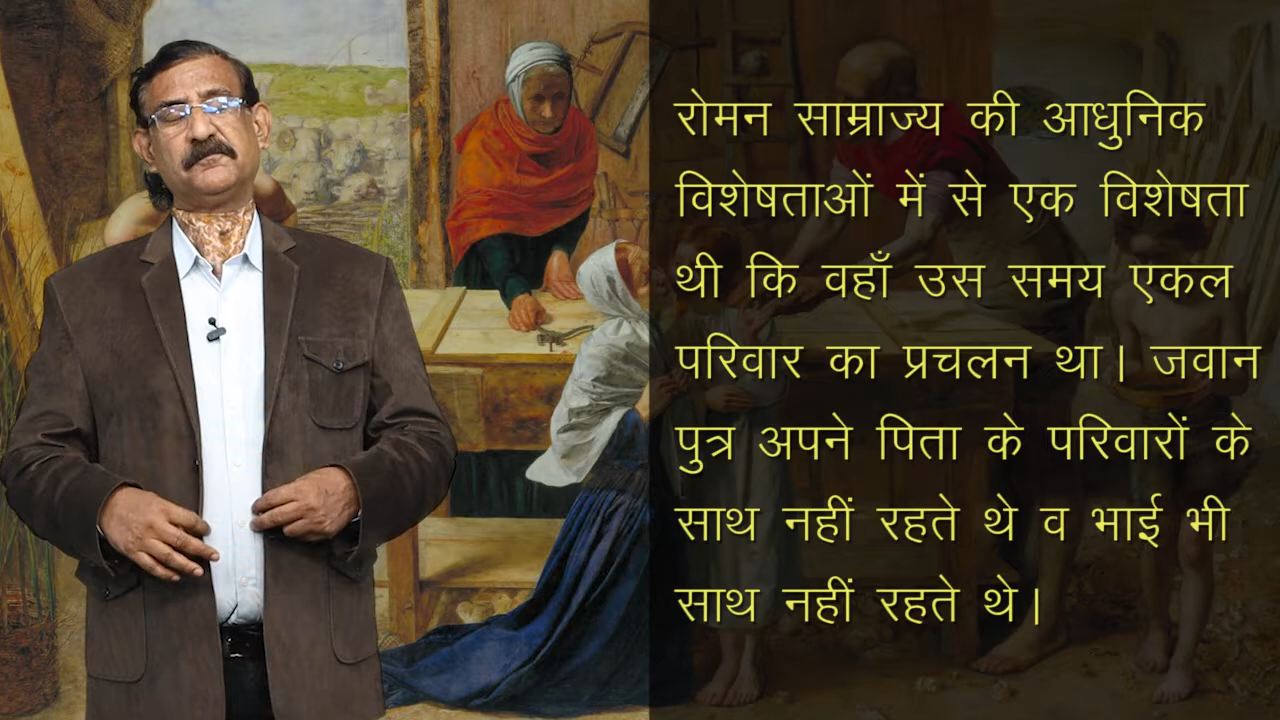 रोमन साम्राज्य की आधुनिक
विशेषताओं में से एक विशेषता
थी कि वहाँ उस समय एकल
परिवार का प्रचलन था। जवान
पुत्र अपने पिता के परिवारों के
साथ नहीं रहते थे व भाई भी
साथ नहीं रहते थे।